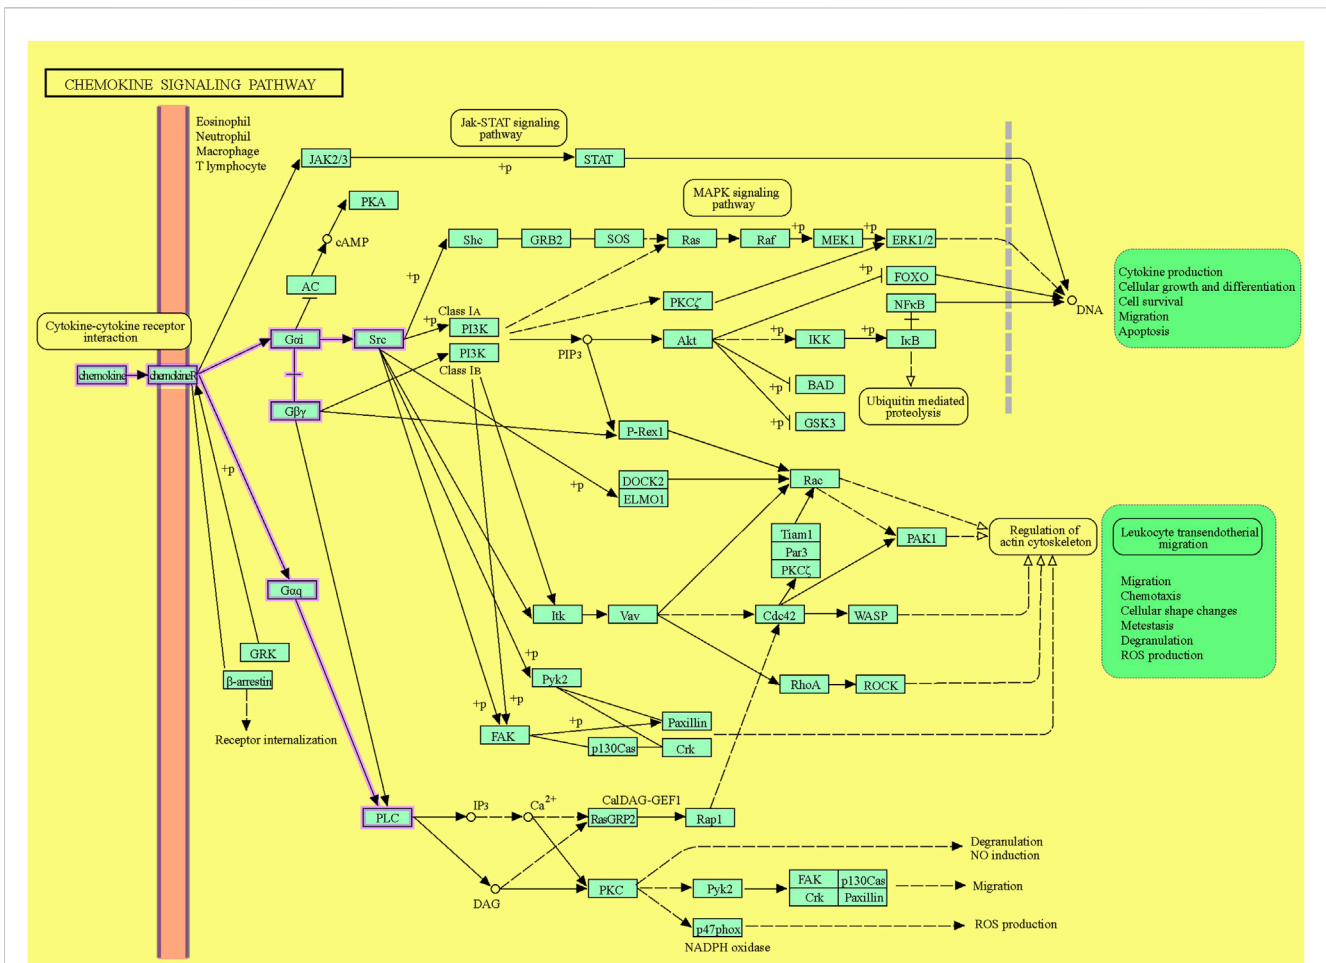 CHEMOKINE SIGNALING PATHWAY
Eosinophil
Neutrophil
Macrophage
T lymphocyte
Jak-STAT signaling
pathway
JAK2/3
+p
STAT
PKA
cAMP
AC
MAPK signaling
pathway
Shc
GRB2
SOS
Ras
Raf
+p
MEK1
+p
ERK1/2
+p
Cytokine-cytokine receptor
interaction
chemokine
chemokineR
Gαi
Src
Gβγ
Class IA
+p
PI3K
PI3K
Class IB
PIP3
PKCζ
Akt
+p
FOXO
NFκB
+p
IKK
+p
IκB
+p
BAD
+p
GSK3
Ubiquitin mediated
proteolysis
DNA
Cytokine production
Cellular growth and differentiation
Cell survival
Migration
Apoptosis
P-Rex1
+p
DOCK2
ELMO1
Rac
Tiam1
Par3
PKCζ
PAK1
Regulation of
actin cytoskeleton
Leukocyte transendotherial
migration
Migration
Chemotaxis
Cellular shape changes
Metestasis
Degranulation
ROS production
+p
Gαq
GRK
β-arrestin
Receptor internalization
Itk
Vav
Cdc42
WASP
+p
Pyk2
RhoA
ROCK
+p
+p
FAK
+p
Paxillin
p130Cas
Crk
PLC
IP3
Ca2+
CalDAG-GEF1
RasGRP2
Rap1
DAG
PKC
Degranulation
NO induction
Pyk2
FAK
p130Cas
Crk
Paxillin
Migration
p47phox
NADPH oxidase
ROS production